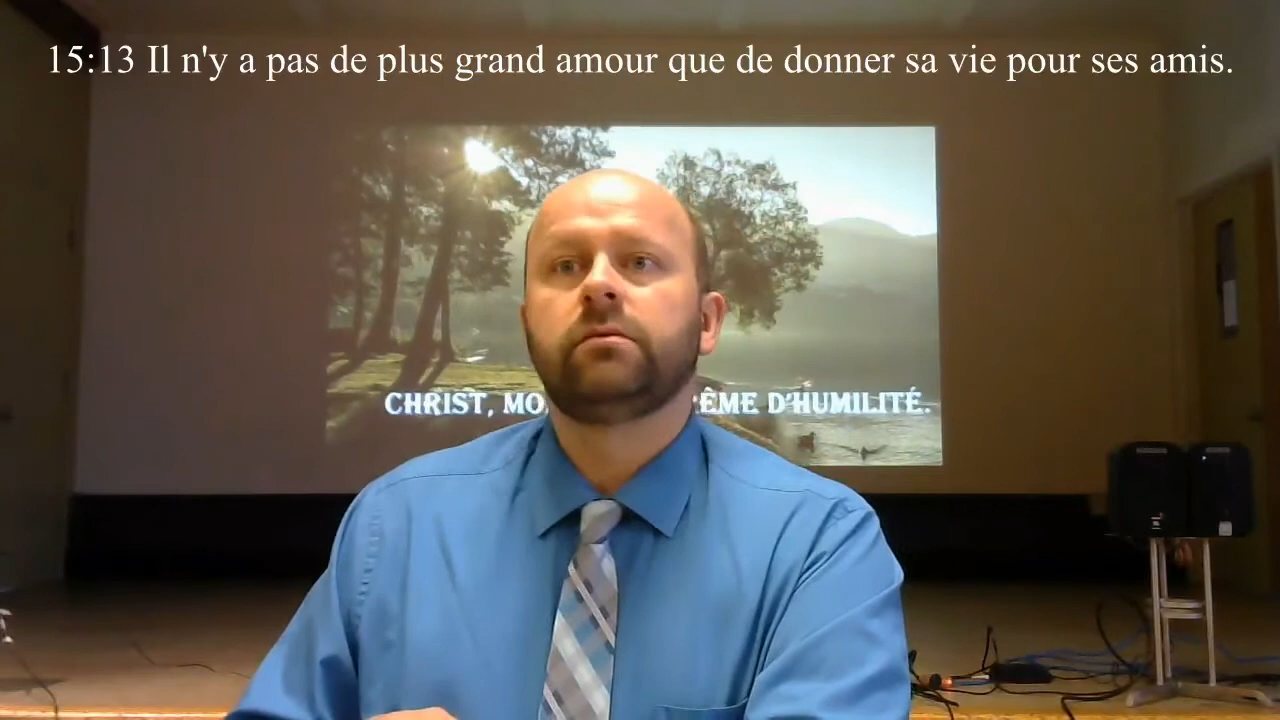 15:13 Il n'y a pas de plus grand amour que de donner sa vie pour ses amis.
CHRIST, D'HUMILITÉ.